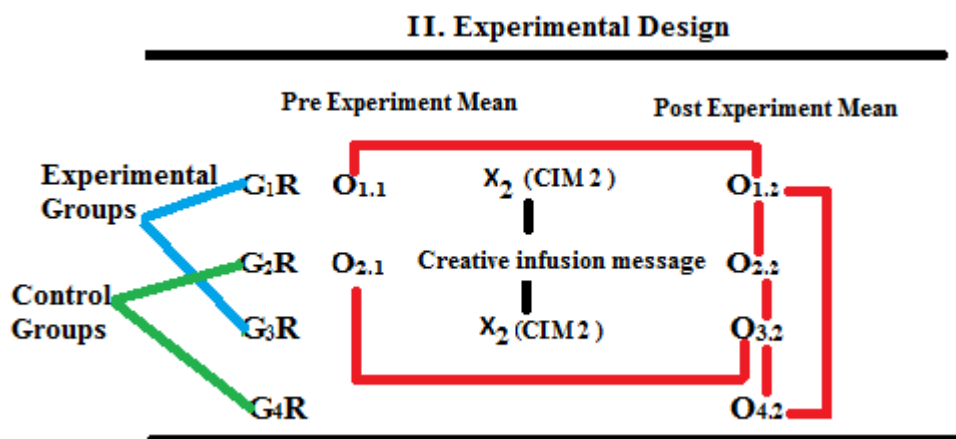 II. Experimental Design
Pre Experiment Mean Post Experiment Mean
Experimental Groups
G₁R O₁.₁ X₂ (CIM 2) O₁.₂
G₂R O₂.₁ Creative infusion message O₂.₂
Control Groups
G₃R X₂ (CIM 2) O₃.₂
G₄R O₄.₂